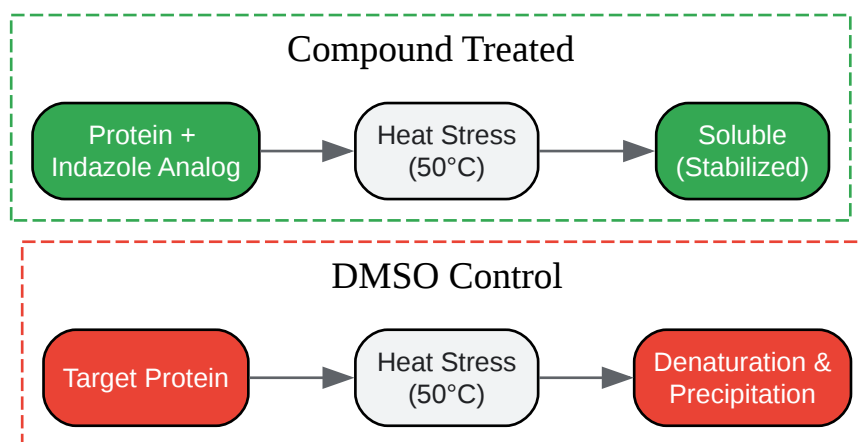 Compound Treated
Protein +
Indazole Analog
Heat Stress
(50°C)
Soluble
(Stabilized)
DMSO Control
Target Protein
Heat Stress
(50°C)
Denaturation &
Precipitation